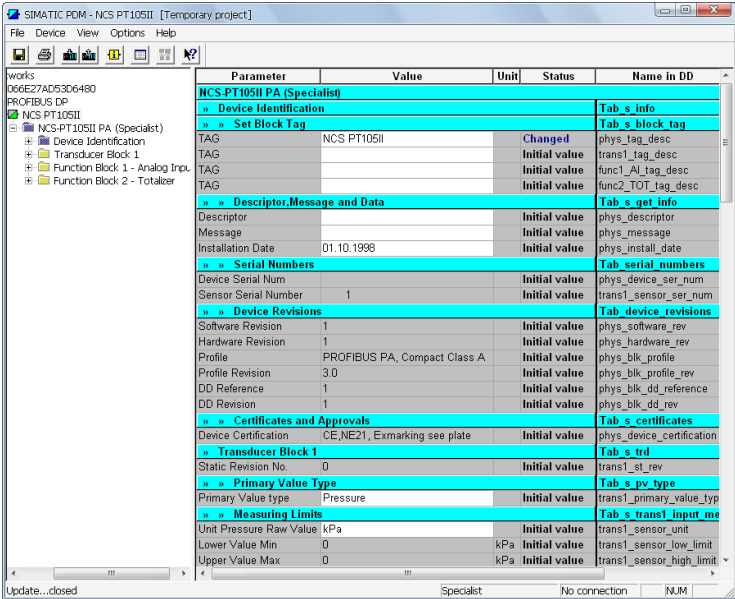 SIMATIC PDM - NCS PT105II [Temporary project]
File Device View Options Help
works
066E27AD53D6480
PROFIBUS DP
NCS PT105II
NCS-PT105II PA (Specialist)
Device Identification
Transducer Block 1
Function Block 1 - Analog Inpu
Function Block 2 - Totalizer
Parameter Value Unit Status Name in DD
NCS-PT105II PA (Specialist)
» Device Identification Tab_s_info
» » Set Block Tag Tab_s_block_tag
TAG NCS PT105II Changed phys_tag_desc
TAG Initial value trans1_tag_desc
TAG Initial value func1_AI_tag_desc
TAG Initial value func2_TOT_tag_desc
» » Descriptor,Message and Data Tab_s_get_info
Descriptor Initial value phys_descriptor
Message Initial value phys_message
Installation Date 01.10.1998 Initial value phys_install_date
» » Serial Numbers Tab_serial_numbers
Device Serial Num Initial value phys_device_ser_num
Sensor Serial Number 1 Initial value trans1_sensor_ser_num
» » Device Revisions Tab_device_revisions
Software Revision 1 Initial value phys_software_rev
Hardware Revision 1 Initial value phys_hardware_rev
Profile PROFIBUS PA, Compact Class A Initial value phys_blk_profile
Profile Revision 3.0 Initial value phys_blk_profile_rev
DD Reference 1 Initial value phys_blk_dd_reference
DD Revision 1 Initial value phys_blk_dd_rev
» » Certificates and Approvals Tab_s_certificates
Device Certification CE,NE21, Exmarking see plate Initial value phys_device_certification
» Transducer Block 1 Tab_s_trd
Static Revision No. 0 Initial value trans1_st_rev
» » Primary Value Type Tab_s_pv_type
Primary Value type Pressure Initial value trans1_primary_value_typ
» » Measuring Limits Tab_s_trans1_input_me
Unit Pressure Raw Value kPa Initial value trans1_sensor_unit
Lower Value Min 0 kPa Initial value trans1_sensor_low_limit
Upper Value Max 0 kPa Initial value trans1_sensor_high_limit
Update...closed Specialist No connection NUM